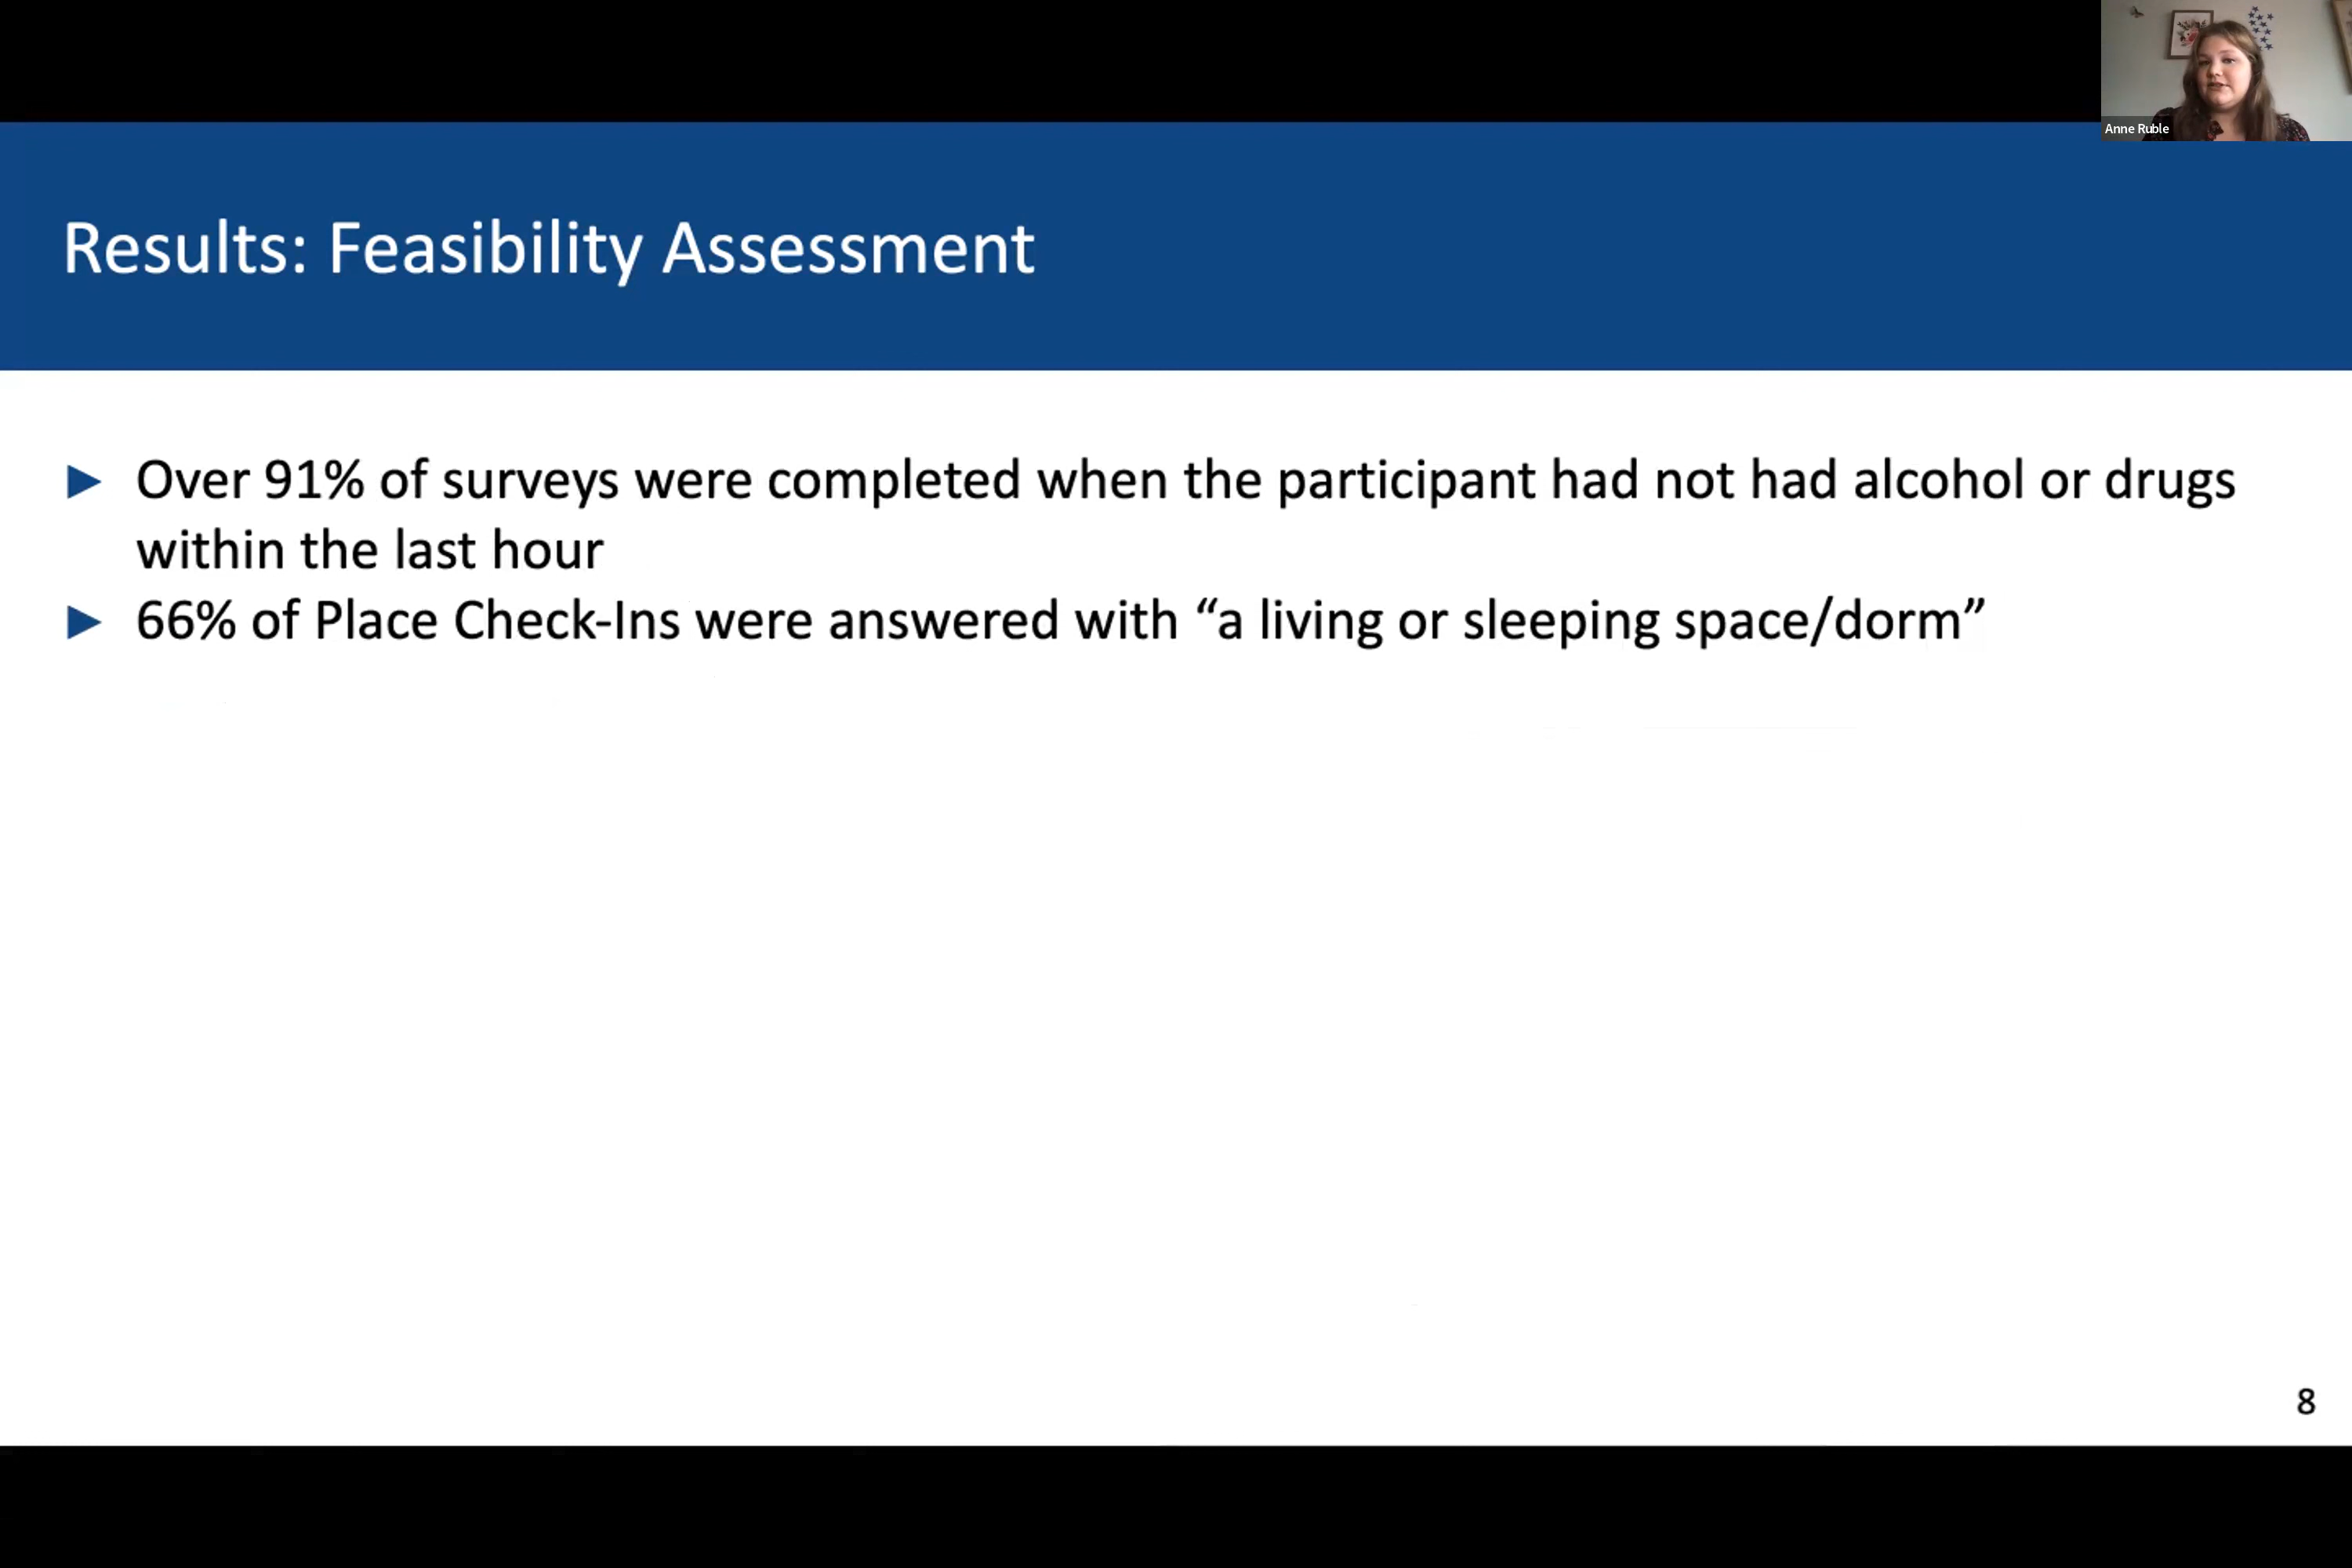 Anne Ruble
Results: Feasibility Assessment
► Over 91% of surveys were completed when the participant had not had alcohol or drugs
within the last hour
► 66% of Place Check-Ins were answered with “a living or sleeping space/dorm”
8